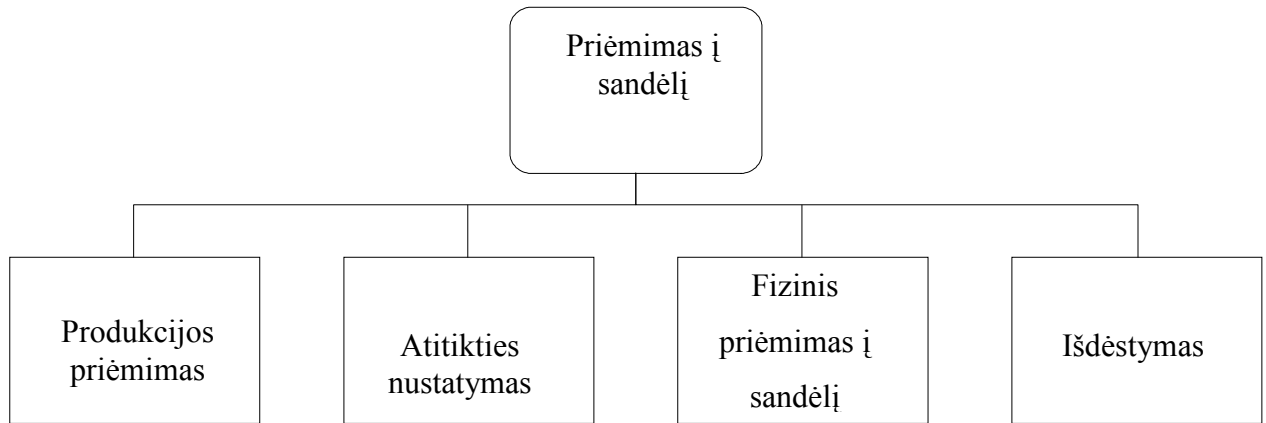 Priėmimas į
sandėlį
Produkcijos
priėmimas
Atitikties
nustatymas
Fizinis
priėmimas į
sandėlį
Išdėstymas